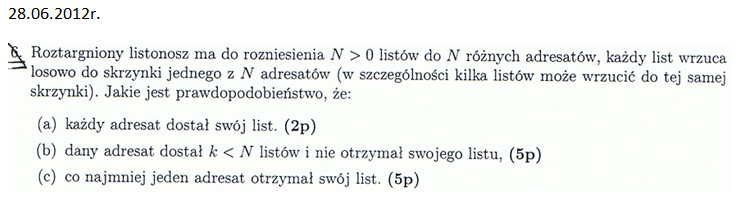 28.06.2012r.
6. Roztargniony listonosz ma do rozniesienia N > 0 listów do N różnych adresatów, każdy list wrzuca
losowo do skrzynki jednego z N adresatów (w szczególności kilka listów może wrzucić do tej samej
skrzynki). Jakie jest prawdopodobieństwo, że:
(a) każdy adresat dostał swój list. (2p)
(b) dany adresat dostał k < N listów i nie otrzymał swojego listu, (5p)
(c) co najmniej jeden adresat otrzymał swój list. (5p)